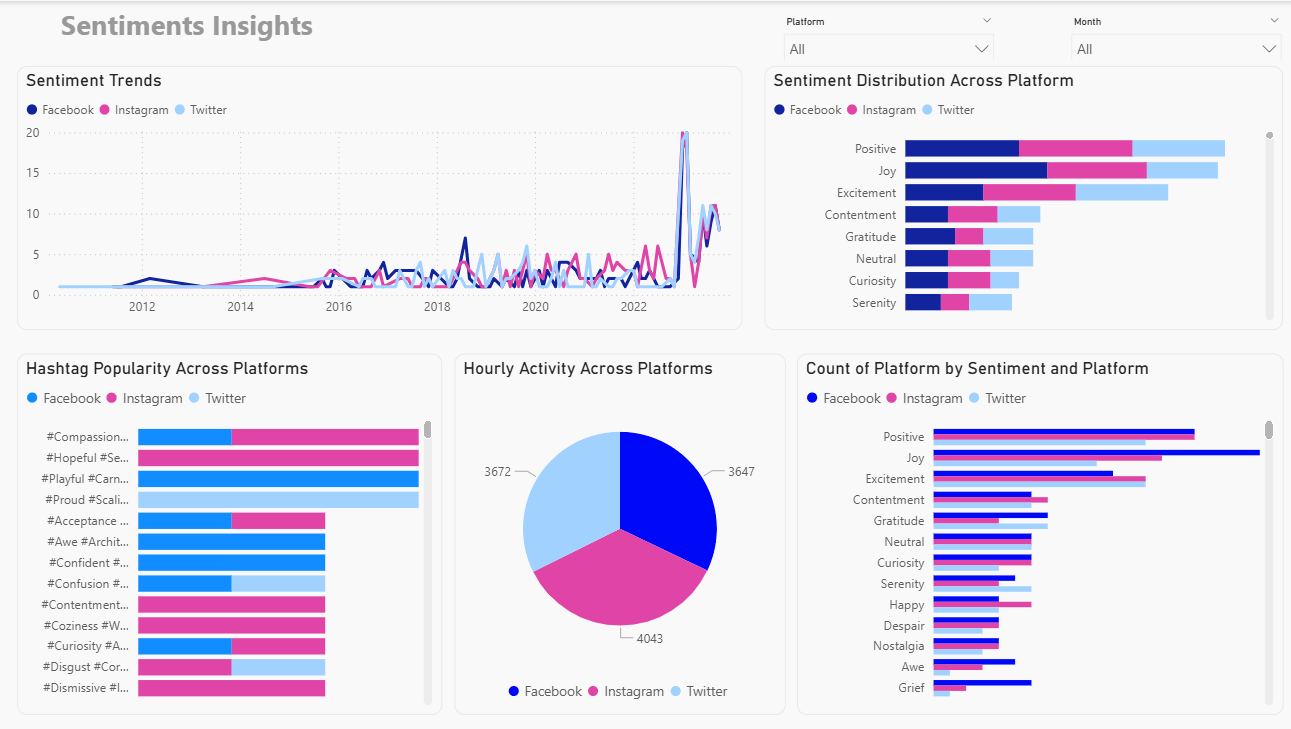 Sentiments Insights
Platform
All
Month
All
Sentiment Trends
Facebook Instagram Twitter
20
15
10
5
0
2012 2014 2016 2018 2020 2022
Sentiment Distribution Across Platform
Facebook Instagram Twitter
Positive
Joy
Excitement
Contentment
Gratitude
Neutral
Curiosity
Serenity
Hashtag Popularity Across Platforms
Facebook Instagram Twitter
#Compassion...
#Hopeful #Se...
#Playful #Carn...
#Proud #Scali...
#Acceptance ...
#Awe #Archit...
#Confident #...
#Confusion #...
#Contentment...
#Coziness #W...
#Curiosity #A...
#Disgust #Cor...
#Dismissive #I...
Hourly Activity Across Platforms
3672
3647
4043
Facebook Instagram Twitter
Count of Platform by Sentiment and Platform
Facebook Instagram Twitter
Positive
Joy
Excitement
Contentment
Gratitude
Neutral
Curiosity
Serenity
Happy
Despair
Nostalgia
Awe
Grief